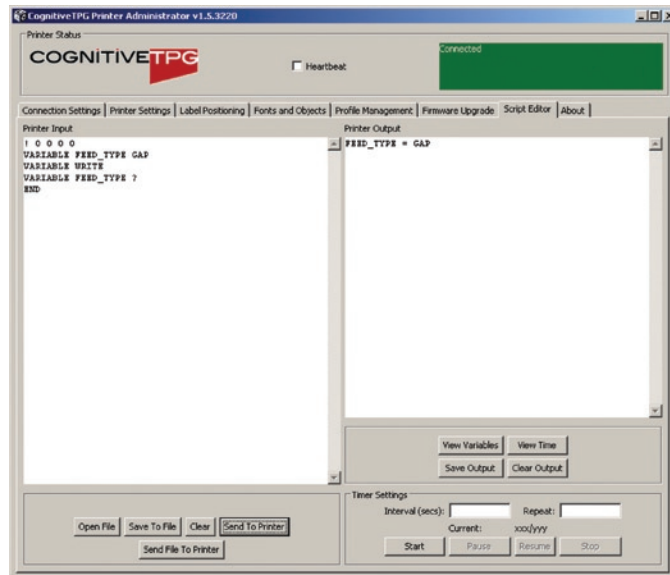 CognitiveTPG Printer Administrator v1.5.3220
Printer Status
COGNITIVETPG
Heartbeat
Connected
Connection Settings Printer Settings Label Positioning Fonts and Objects Profile Management Firmware Upgrade Script Editor About
Printer Input
Printer Output
! 0 0 0 0
VARIABLE FEED_TYPE GAP
VARIABLE WRITE
VARIABLE FEED_TYPE ?
END
FEED_TYPE = GAP
View Variables View Time
Save Output Clear Output
Open File Save To File Clear Send To Printer
Send File To Printer
Timer Settings
Interval (secs): Repeat:
Current: xxx/yyy
Start Pause Resume Stop